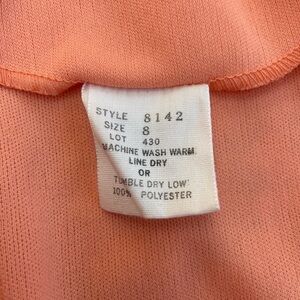 STYLE 8142
SIZE 8
LOT 430
MACHINE WASH WARM
LINE DRY
OR
TUMBLE DRY LOW
100% POLYESTER